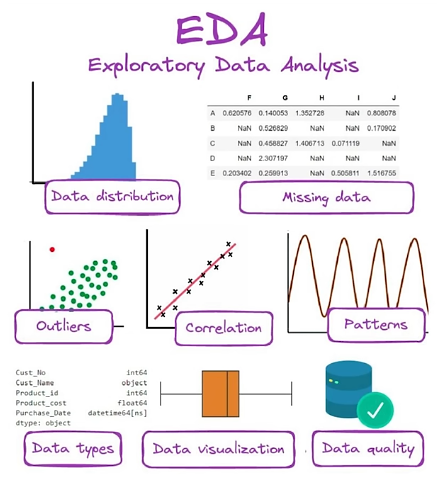 EDA
Exploratory Data Analysis
F G H I J
A 0.620576 0.140053 1.352728 NaN 0.808078
B NaN 0.526829 NaN NaN 0.170902
C NaN 0.458827 1.406713 0.071119 NaN
D NaN 2.307197 NaN NaN NaN
E 0.203402 0.259913 NaN 0.505811 1.516755
Data distribution
Missing data
Outliers
Correlation
Patterns
Cust_No int64
Cust_Name object
Product_id int64
Product_cost float64
Purchase_Date datetime64[ns]
dtype: object
Data types
Data visualization
Data quality